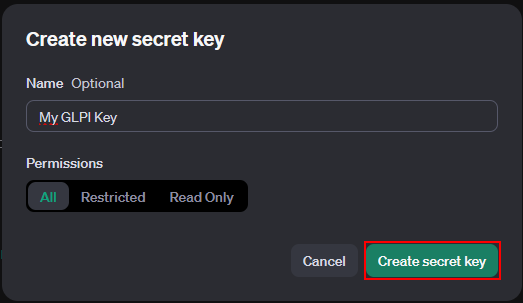 Create new secret key
Name Optional
My GLPI Key
Permissions
All Restricted Read Only
Cancel Create secret key